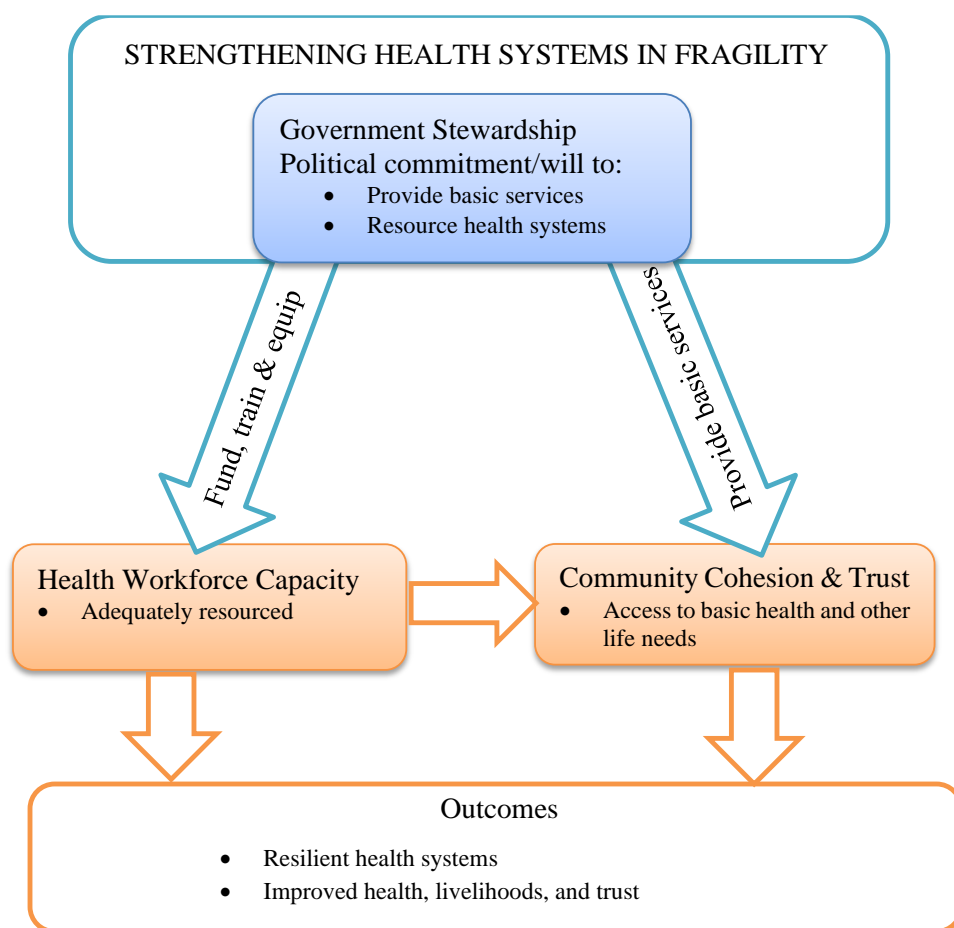 STRENGTHENING HEALTH SYSTEMS IN FRAGILITY
Government Stewardship
Political commitment/will to:
• Provide basic services
• Resource health systems
Fund, train & equip
Provide basic services
Health Workforce Capacity
• Adequately resourced
Community Cohesion & Trust
• Access to basic health and other
life needs
Outcomes
• Resilient health systems
• Improved health, livelihoods, and trust